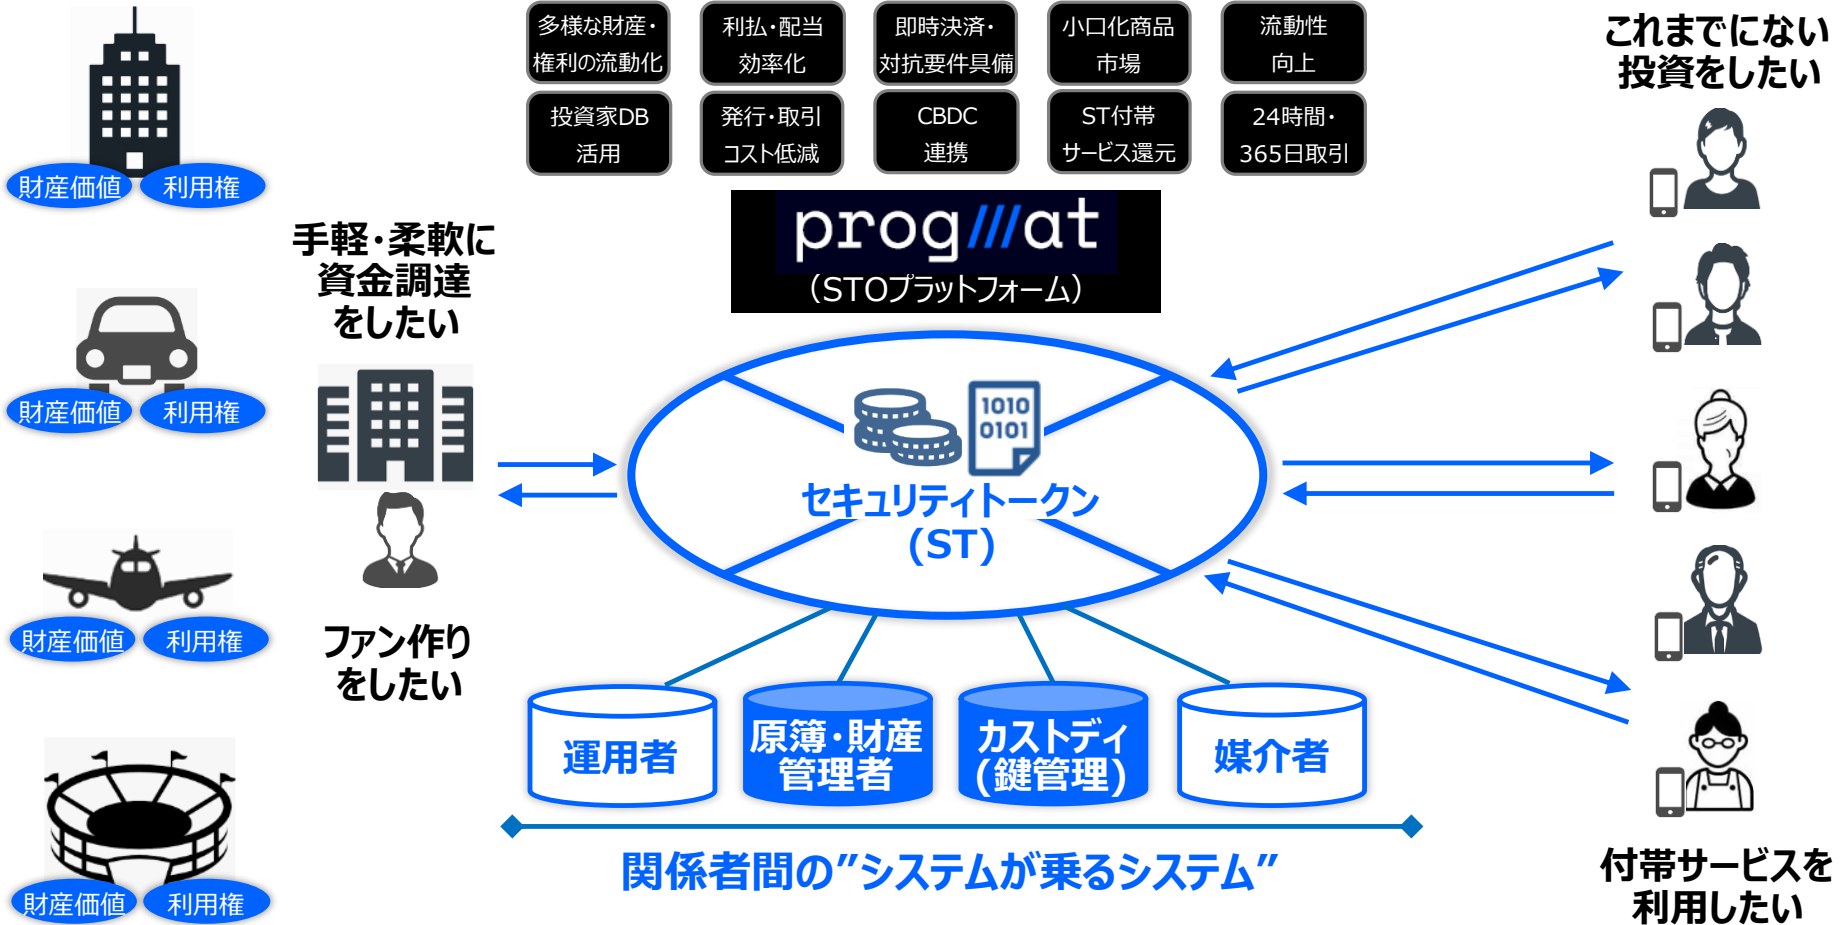 多様な財産・
権利の流動化
利払・配当
効率化
即時決済・
対抗要件具備
小口化商品
市場
流動性
向上
投資家DB
活用
発行・取引
コスト低減
CBDC
連携
ST付帯
サービス還元
24時間・
365日取引
progmat
（STOプラットフォーム）
財産価値
利用権
財産価値
利用権
財産価値
利用権
財産価値
利用権
手軽・柔軟に
資金調達
をしたい
ファン作り
をしたい
1010
0101
セキュリティトークン
(ST)
運用者
原簿・財産
管理者
カストディ
(鍵管理)
媒介者
関係者間の”システムが乗るシステム”
これまでにない
投資をしたい
付帯サービスを
利用したい